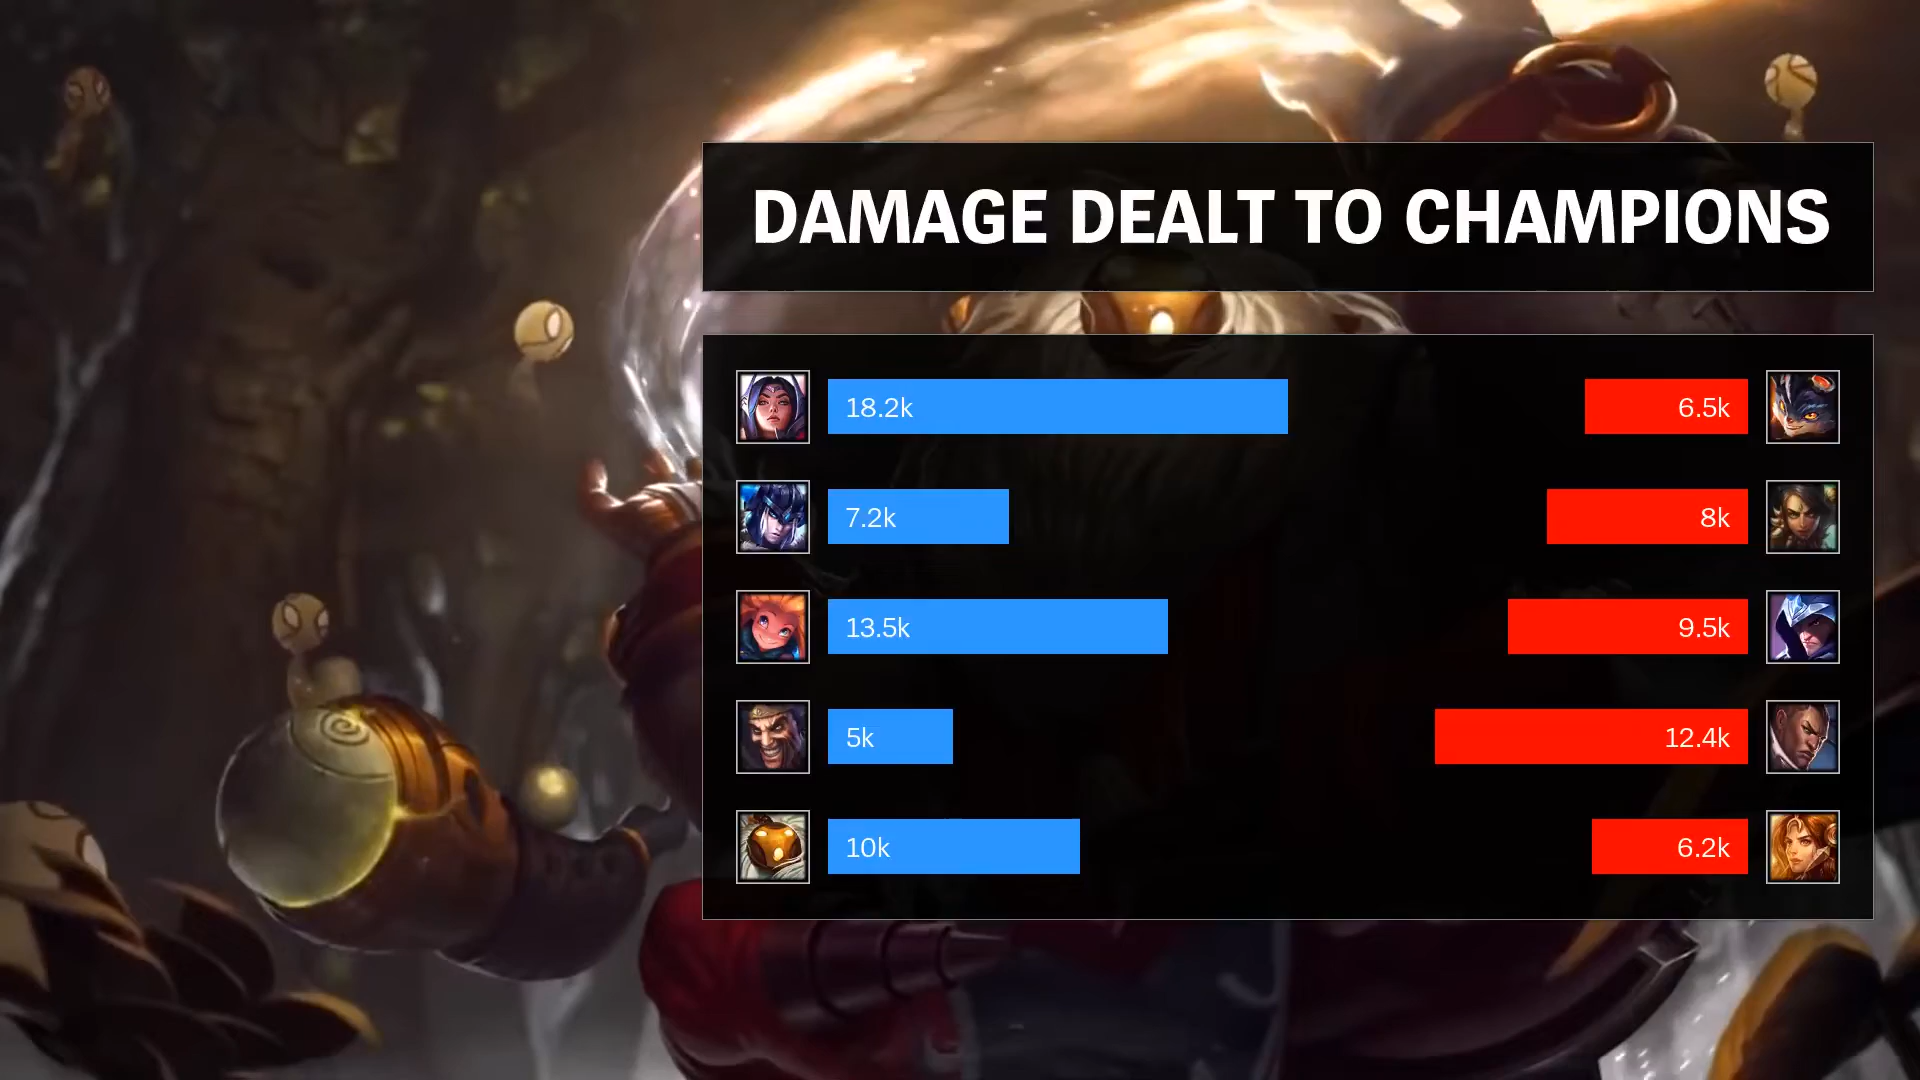 DAMAGE DEALT TO CHAMPIONS
18.2k 6.5k
7.2k 8k
13.5k 9.5k
5k 12.4k
10k 6.2k